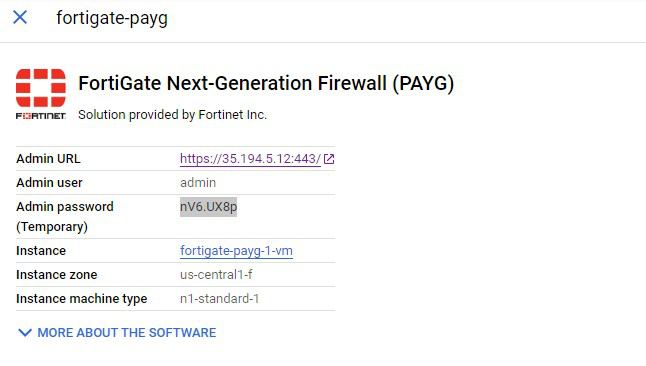 fortigate-payg
FORTINET
FortiGate Next-Generation Firewall (PAYG)
Solution provided by Fortinet Inc.
Admin URL https://35.194.5.12:443/
Admin user admin
Admin password nV6.UX8p
(Temporary)
Instance fortigate-payg-1-vm
Instance zone us-central1-f
Instance machine type n1-standard-1
MORE ABOUT THE SOFTWARE